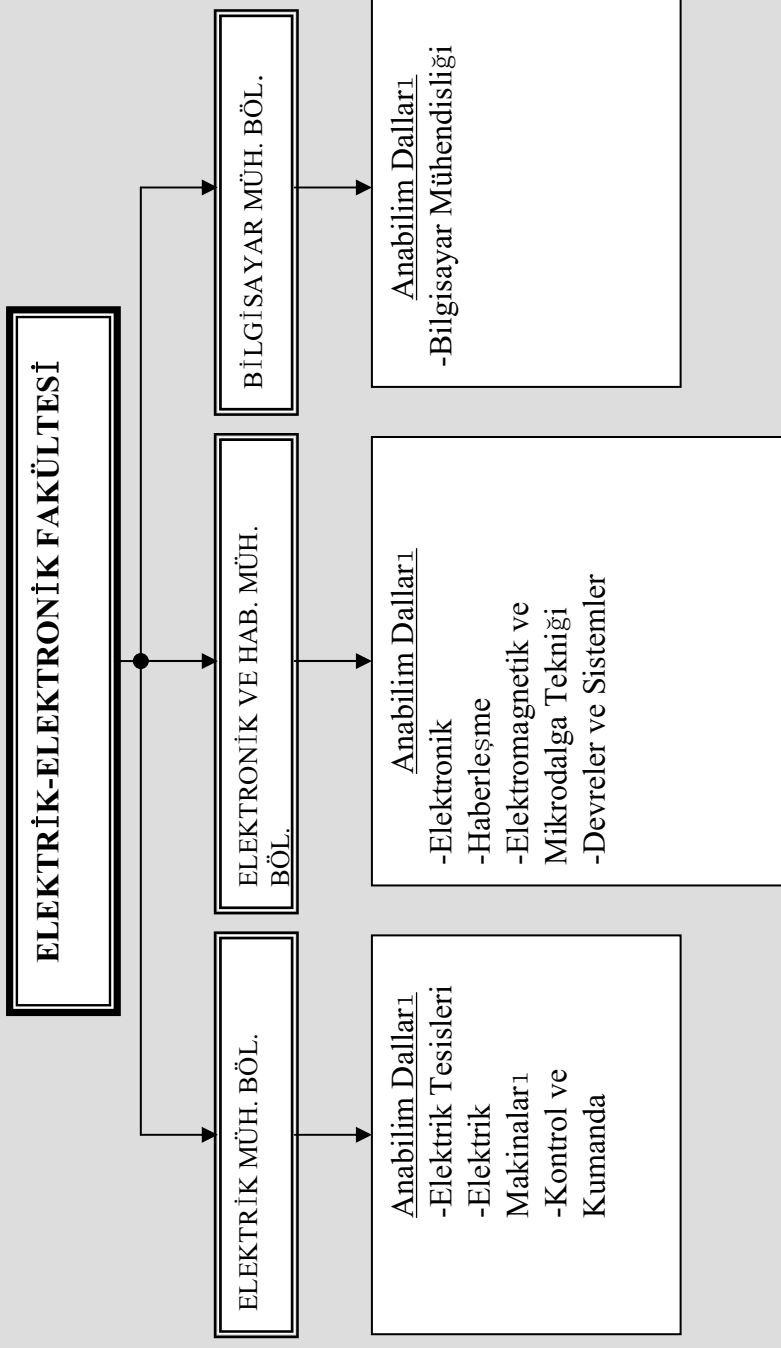 ELEKTRİK-ELEKTRONİK FAKÜLTESİ
ELEKTRİK MÜH. BÖL.
ELEKTRONİK VE HAB. MÜH.
BÖL.
BİLGİSAYAR MÜH. BÖL.
Anabilim Dalları
-Elektrik Tesisleri
-Elektrik
Makinaları
-Kontrol ve
Kumanda
Anabilim Dalları
-Elektronik
-Haberleşme
-Elektromagnetik ve
Mikrodalga Tekniği
-Devreler ve Sistemler
Anabilim Dalları
-Bilgisayar Mühendisliği